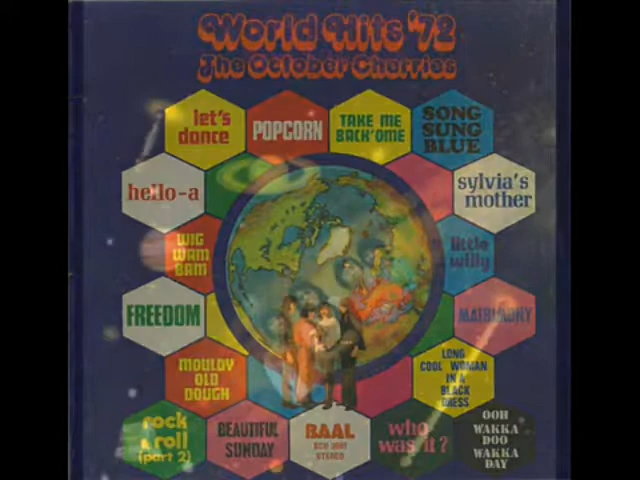 World Hits '72
The October Cherries
let's
dance
POPCORN
TAKE ME
BACK'OME
SONG
SUNG
BLUE
hello-a
sylvia's
mother
WIG
WAM
BAM
little
willy
FREEDOM
MOULDY
OLD
DOUGH
LONG
COOL WOMAN
IN A
BLACK
DRESS
rock
& roll
(part 2)
BEAUTIFUL
SUNDAY
BAAL
STEREO
who
was it?
OOH
WAKKA
DOO
WAKKA
DAY